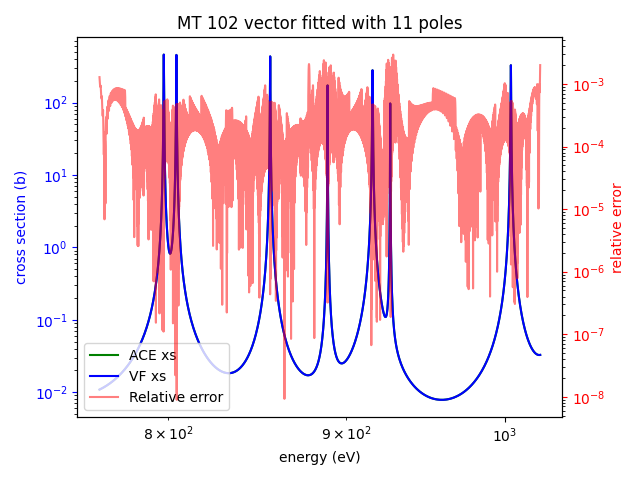 MT 102 vector fitted with 11 poles
cross section (b)
10²
10¹
10⁰
10⁻¹
10⁻²
10⁻³
10⁻⁴
10⁻⁵
10⁻⁶
10⁻⁷
10⁻⁸
relative error
ACE xs
VF xs
Relative error
8 × 10²
9 × 10²
10³
energy (eV)